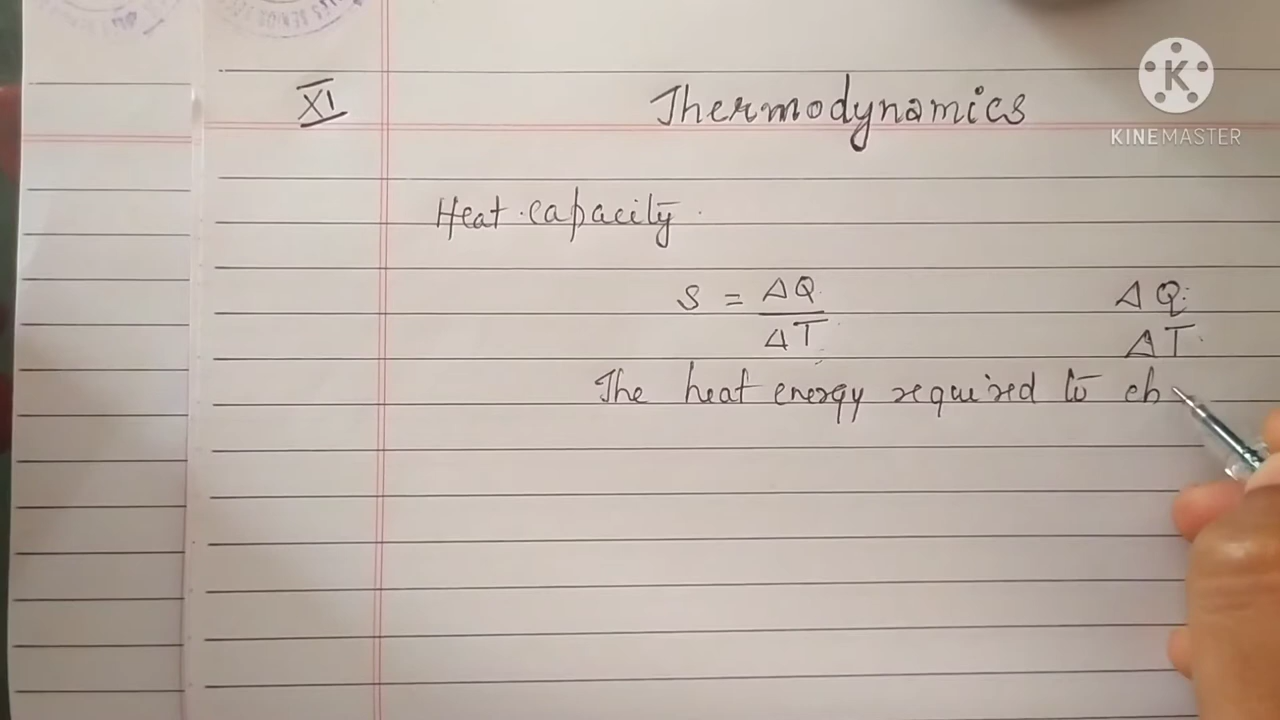 XI
Thermodynamics
KINEMASTER
Heat capacity.
S = ΔQ / ΔT
ΔQ
ΔT
The heat energy required to ch